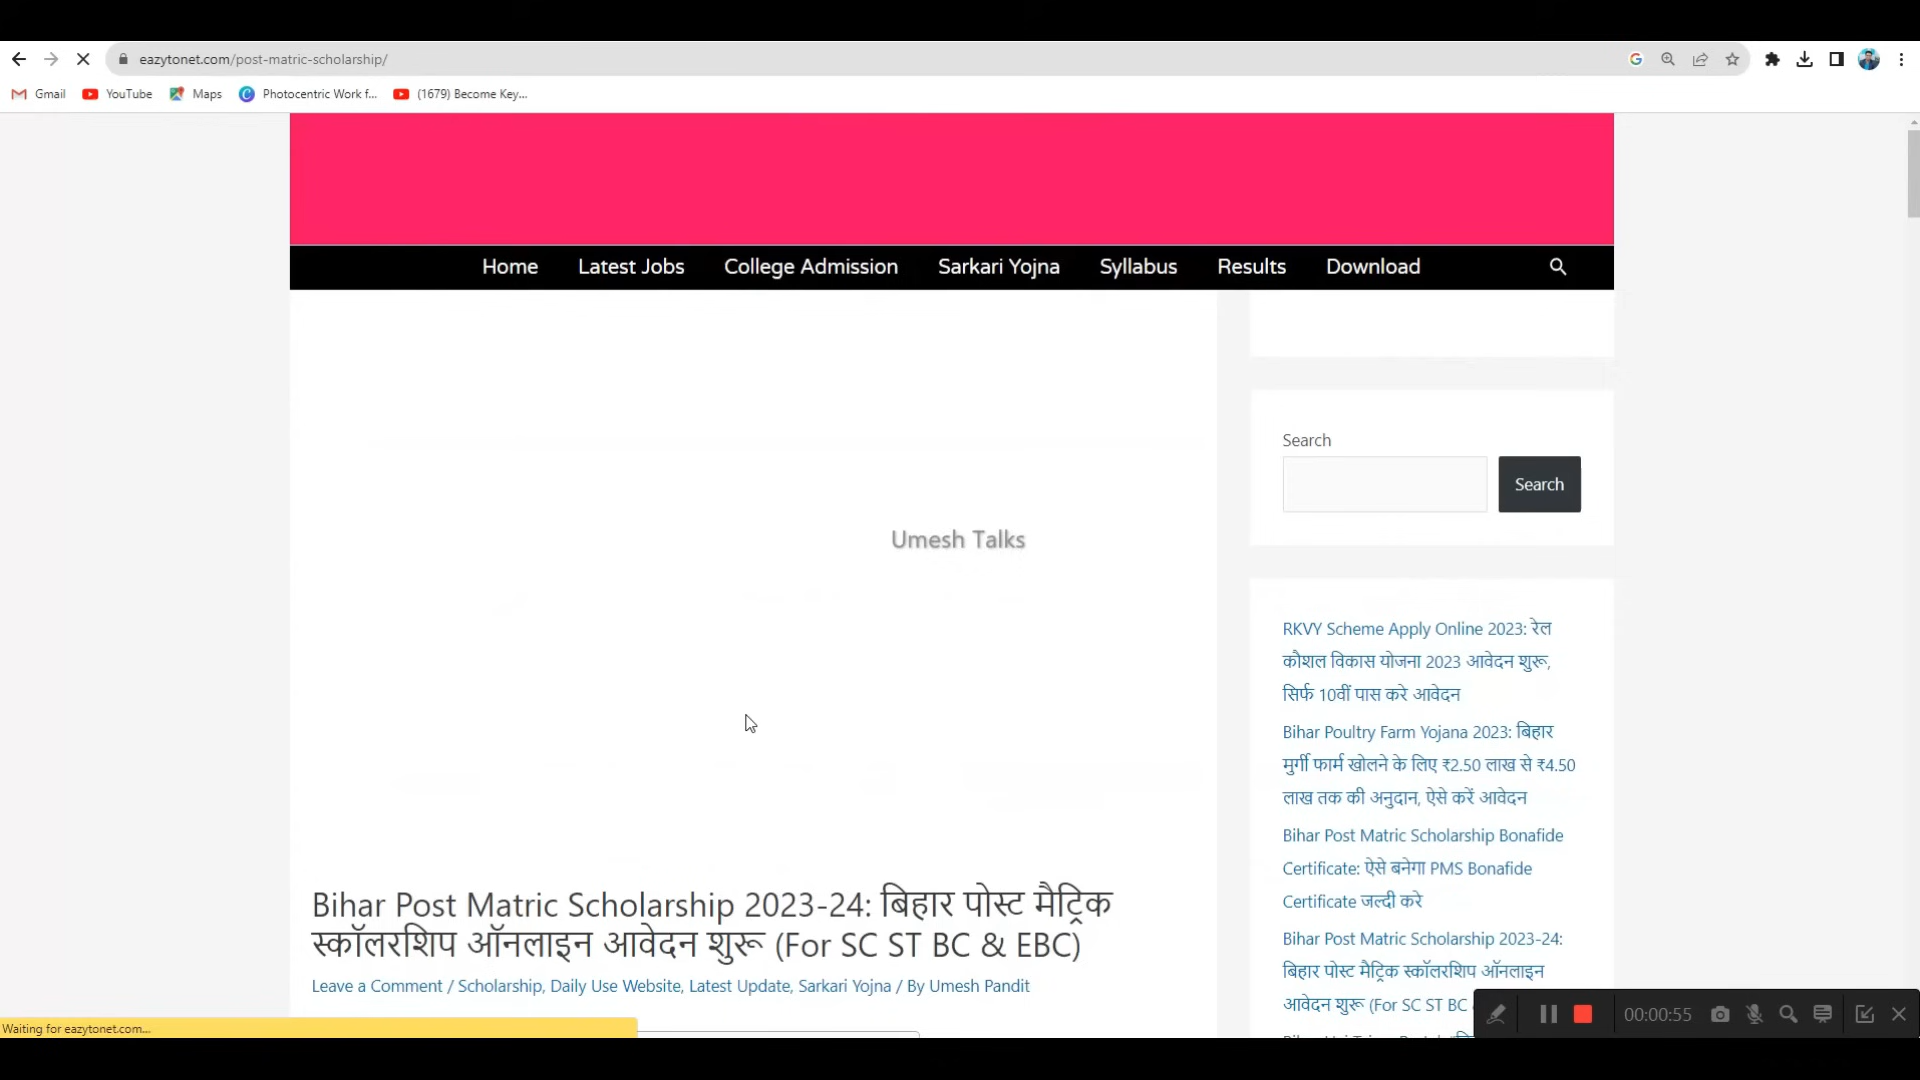 eazytonet.com/post-matric-scholarship/
Gmail
YouTube
Maps
Photocentric Work f...
(1679) Become Key...
Home
Latest Jobs
College Admission
Sarkari Yojna
Syllabus
Results
Download
Umesh Talks
Bihar Post Matric Scholarship 2023-24: बिहार पोस्ट मैट्रिक
स्कॉलरशिप ऑनलाइन आवेदन शुरू (For SC ST BC & EBC)
Leave a Comment / Scholarship, Daily Use Website, Latest Update, Sarkari Yojna / By Umesh Pandit
Search
Search
RKVY Scheme Apply Online 2023: रेल
कौशल विकास योजना 2023 आवेदन शुरू,
सिर्फ 10वीं पास करे आवेदन
Bihar Poultry Farm Yojana 2023: बिहार
मुर्गी फार्म खोलने के लिए ₹2.50 लाख से ₹4.50
लाख तक की अनुदान, ऐसे करें आवेदन
Bihar Post Matric Scholarship Bonafide
Certificate: ऐसे बनेगा PMS Bonafide
Certificate जल्दी करे
Bihar Post Matric Scholarship 2023-24:
बिहार पोस्ट मैट्रिक स्कॉलरशिप ऑनलाइन
आवेदन शुरू (For SC ST BC
Waiting for eazytonet.com...
00:00:55